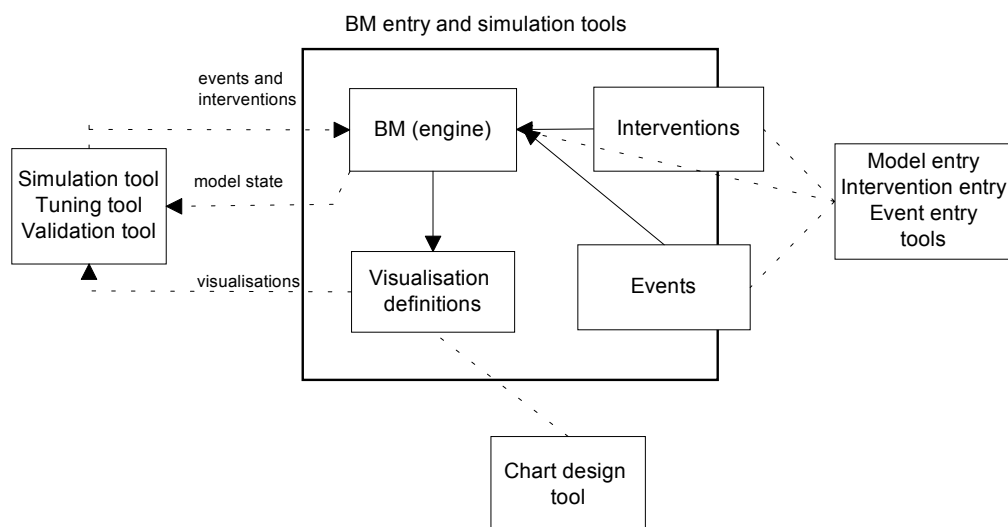 BM entry and simulation tools
events and
interventions
BM (engine)
Interventions
Simulation tool
Tuning tool
Validation tool
model state
Model entry
Intervention entry
Event entry
tools
visualisations
Visualisation
definitions
Events
Chart design
tool